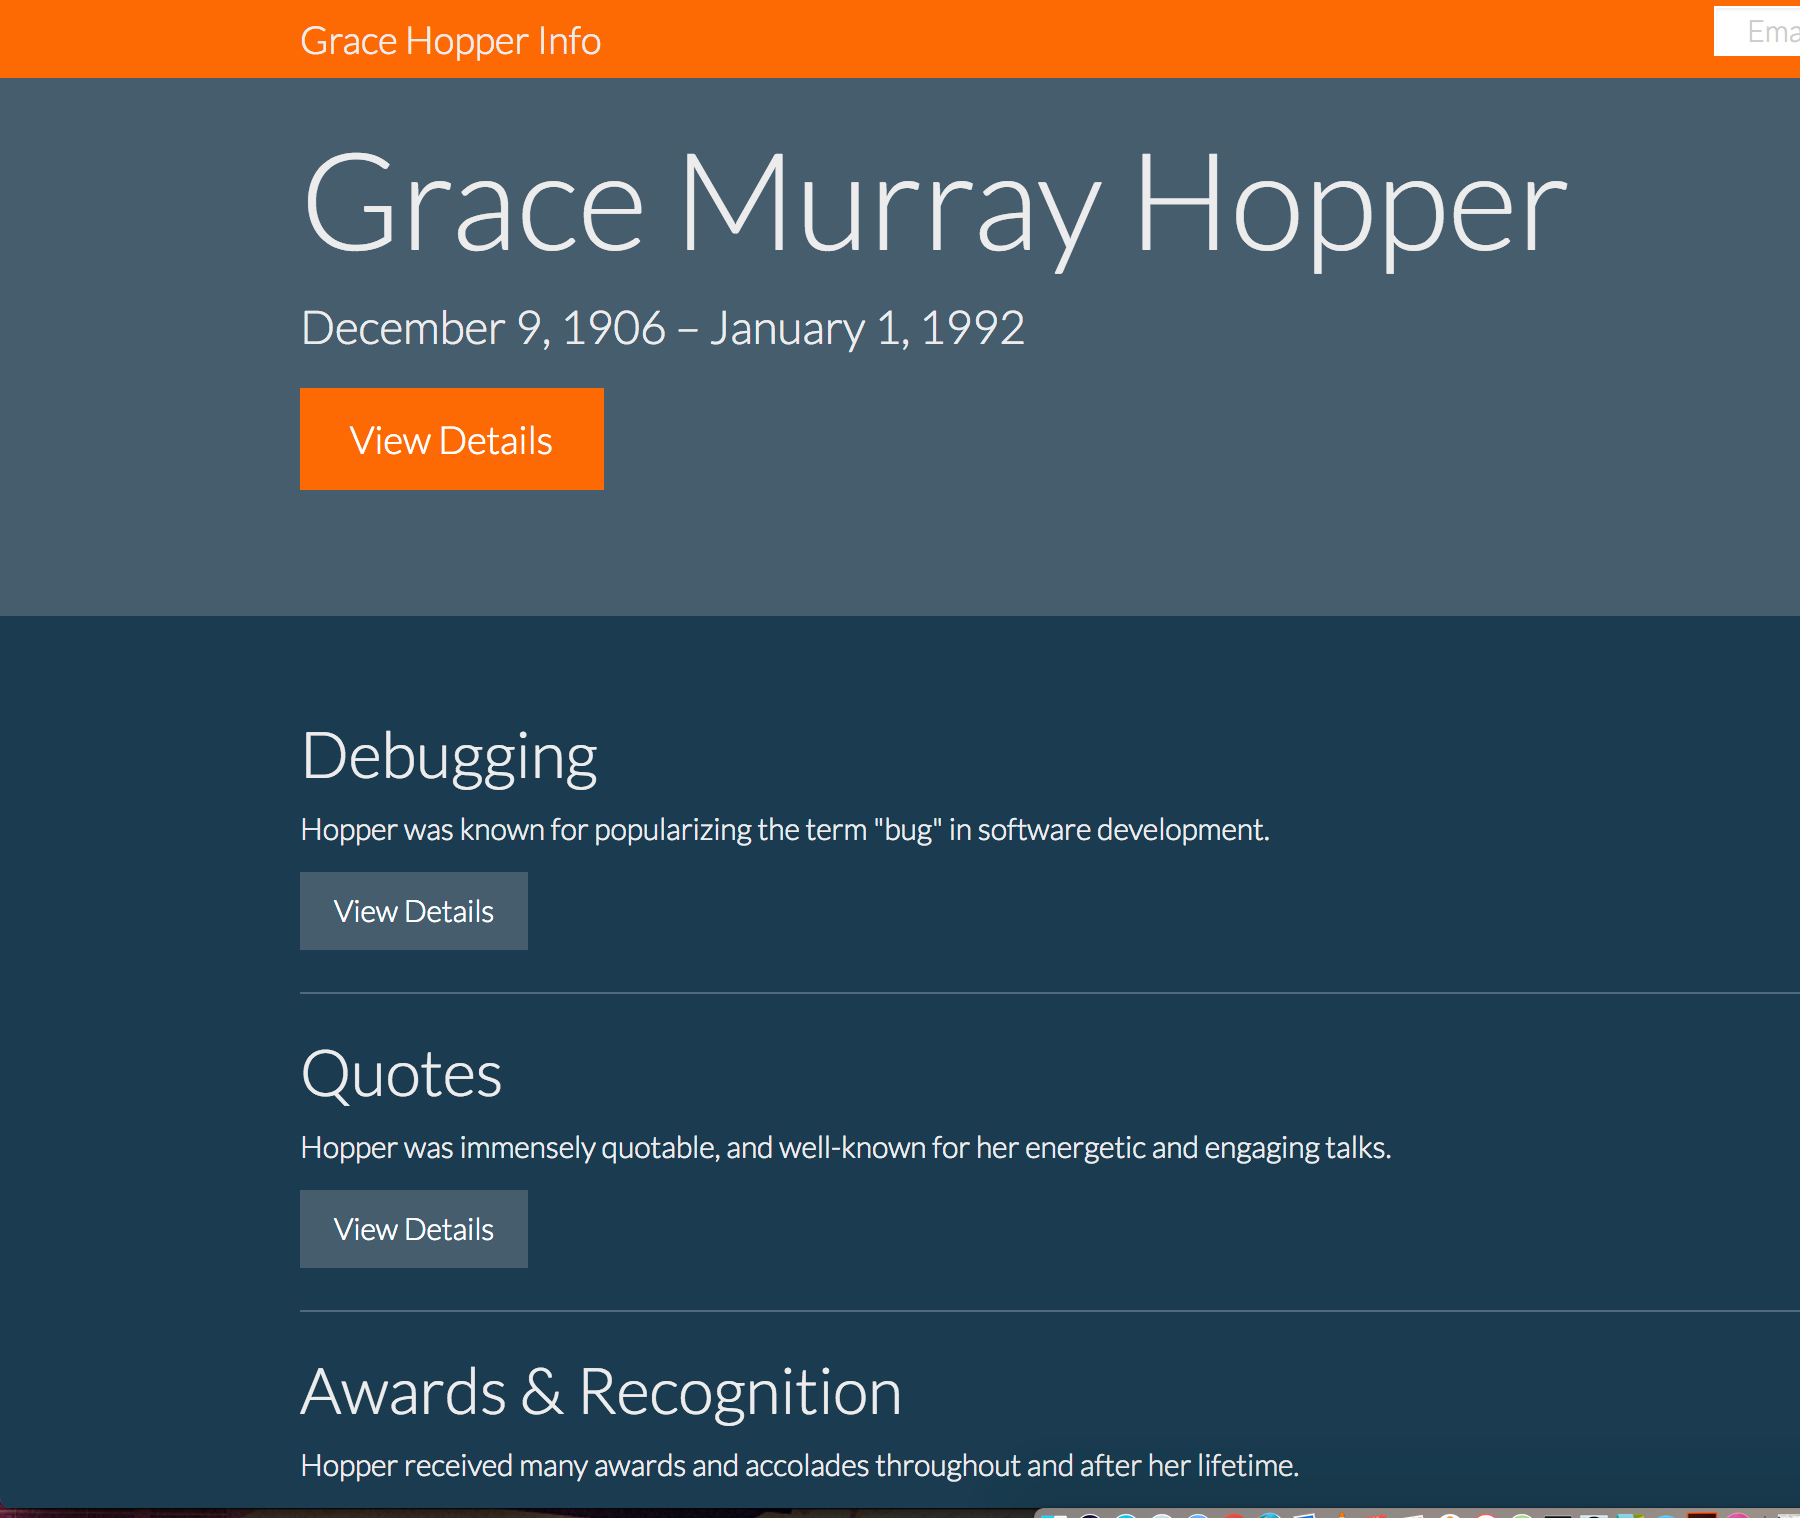 Grace Hopper Info
Ema
Grace Murray Hopper
December 9, 1906 – January 1, 1992
View Details
Debugging
Hopper was known for popularizing the term "bug" in software development.
View Details
Quotes
Hopper was immensely quotable, and well-known for her energetic and engaging talks.
View Details
Awards & Recognition
Hopper received many awards and accolades throughout and after her lifetime.